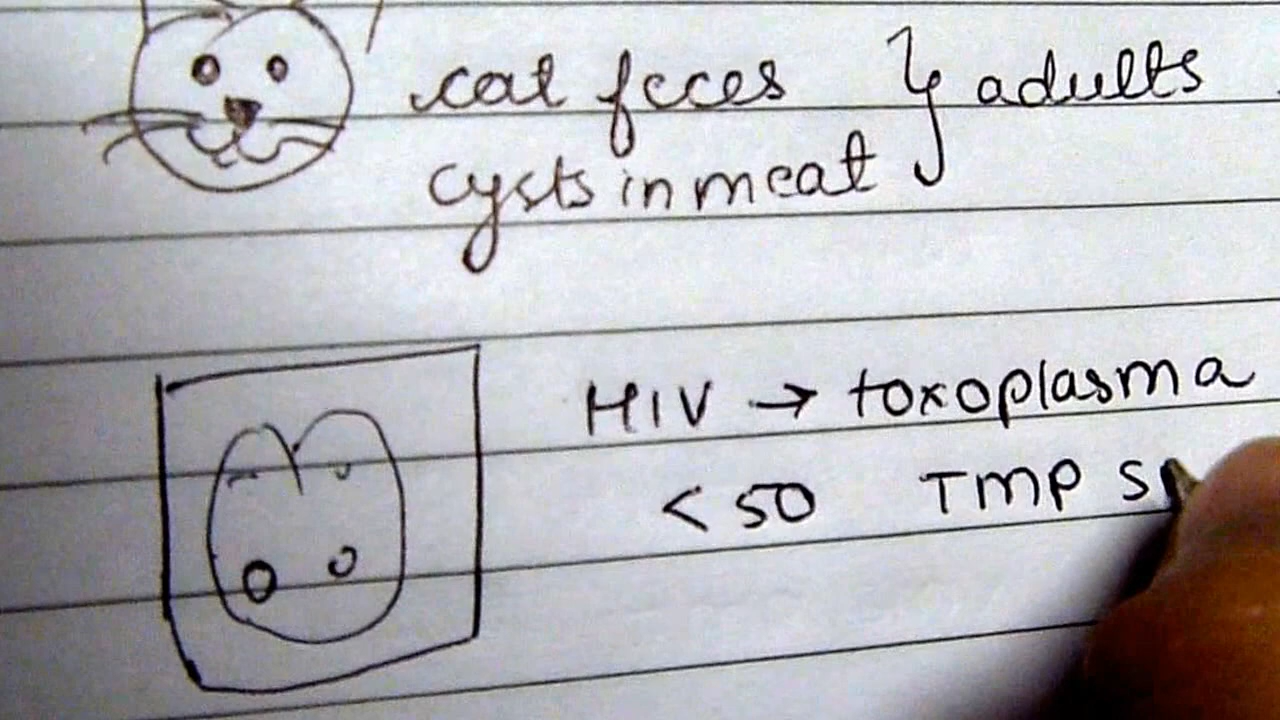 cat feces } adults
cysts in meat
HIV → toxoplasma
< 50 TMP S